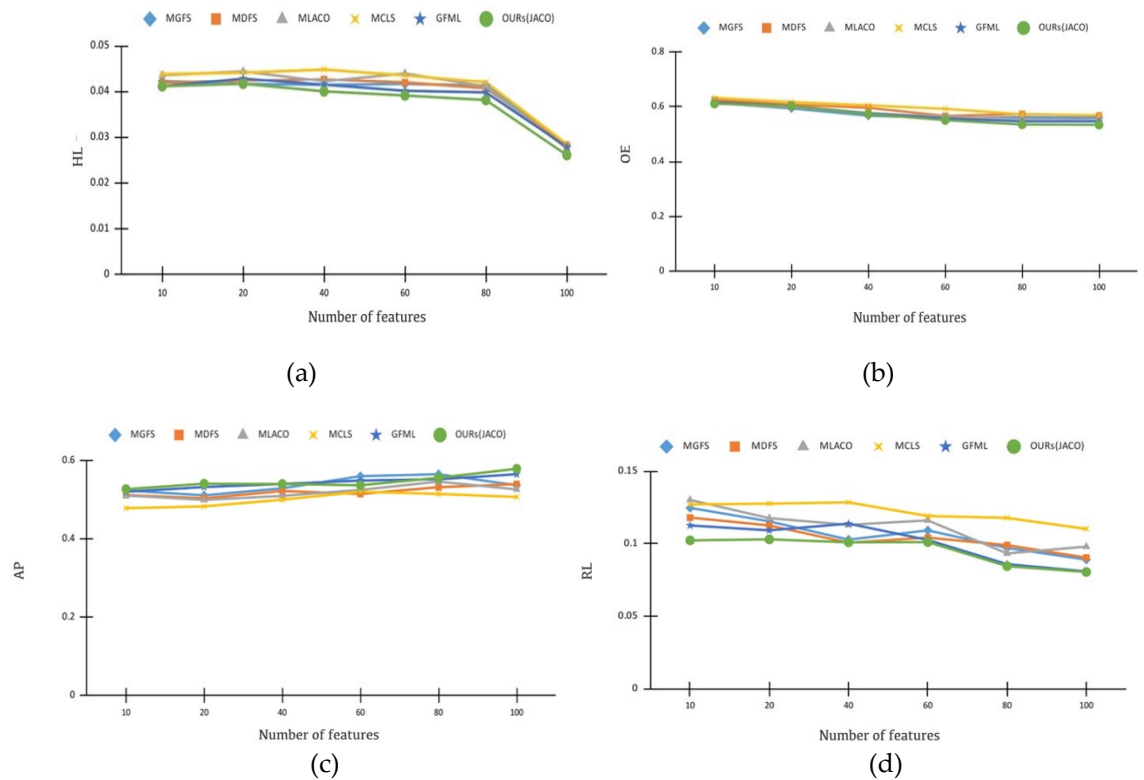 MGFS MDFS MLACO MCLS GFML OURs(JACO)
0.05
0.04
0.03
0.02
0.01
0
HL
10 20 40 60 80 100
Number of features
(a)
MGFS MDFS MLACO MCLS GFML OURs(JACO)
0.8
0.6
0.4
0.2
0
OE
10 20 40 60 80 100
Number of features
(b)
MGFS MDFS MLACO MCLS GFML OURs(JACO)
0.6
0.4
0.2
0
AP
10 20 40 60 80 100
Number of features
(c)
MGFS MDFS MLACO MCLS GFML OURs(JACO)
0.15
0.1
0.05
0
RL
10 20 40 60 80 100
Number of features
(d)